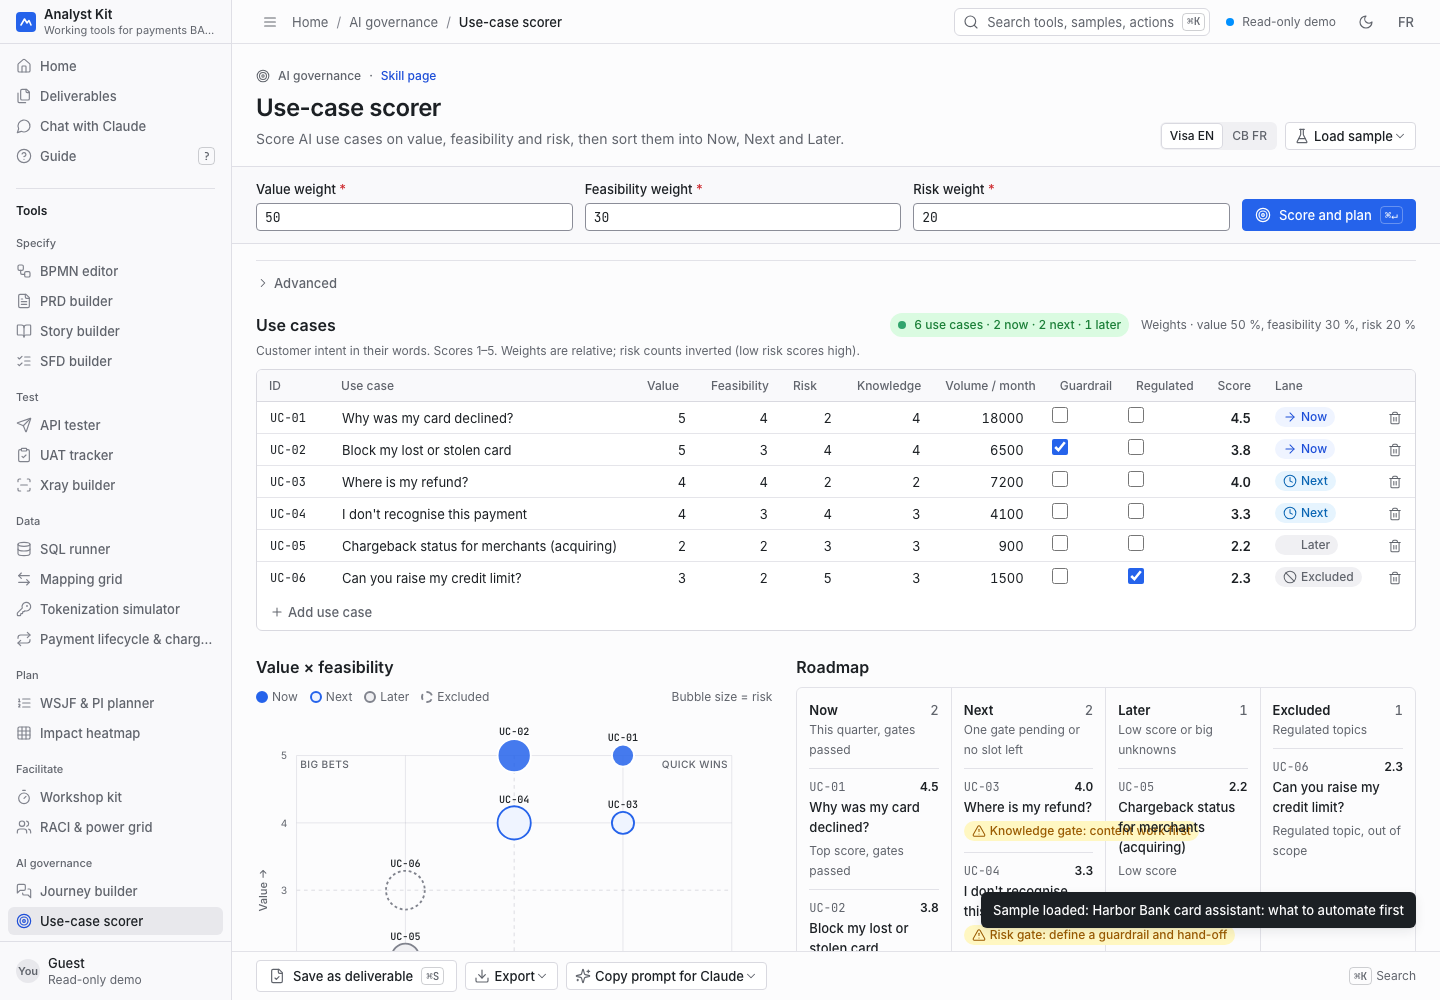 Analyst Kit
Working tools for payments BA...
Home
Deliverables
Chat with Claude
Guide ?
Tools
Specify
BPMN editor
PRD builder
Story builder
SFD builder
Test
API tester
UAT tracker
Xray builder
Data
SQL runner
Mapping grid
Tokenization simulator
Payment lifecycle & charg...
Plan
WSJF & PI planner
Impact heatmap
Facilitate
Workshop kit
RACI & power grid
AI governance
Journey builder
Use-case scorer
You
Guest
Read-only demo
Home / AI governance / Use-case scorer
Search tools, samples, actions ⌘K
Read-only demo
FR
AI governance · Skill page
Use-case scorer
Score AI use cases on value, feasibility and risk, then sort them into Now, Next and Later.
Visa EN CB FR
Load sample
Value weight * Feasibility weight * Risk weight *
50 30 20
Score and plan ⌘↵
Advanced
Use cases
6 use cases · 2 now · 2 next · 1 later
Weights · value 50 %, feasibility 30 %, risk 20 %
Customer intent in their words. Scores 1–5. Weights are relative; risk counts inverted (low risk scores high).
ID Use case Value Feasibility Risk Knowledge Volume / month Guardrail Regulated Score Lane
UC-01 Why was my card declined? 5 4 2 4 18000 4.5 Now
UC-02 Block my lost or stolen card 5 3 4 4 6500 3.8 Now
UC-03 Where is my refund? 4 4 2 2 7200 4.0 Next
UC-04 I don't recognise this payment 4 3 4 3 4100 3.3 Next
UC-05 Chargeback status for merchants (acquiring) 2 2 3 3 900 2.2 Later
UC-06 Can you raise my credit limit? 3 2 5 3 1500 2.3 Excluded
Add use case
Value × feasibility
Now Next Later Excluded
Bubble size = risk
UC-02
UC-01
5
BIG BETS
QUICK WINS
UC-04
UC-03
4
UC-06
3
Value →
UC-05
Roadmap
Now 2
This quarter, gates
passed
UC-01 4.5
Why was my card
declined?
Top score, gates
passed
UC-02 3.8
Block my lost or
stolen card
Next 2
One gate pending or
no slot left
UC-03 4.0
Where is my refund?
Knowledge gate: content work first
UC-04 3.3
I don't recognise
this
Risk gate: define a guardrail and hand-off
Later 1
Low score or big
unknowns
UC-05 2.2
Chargeback status
for merchants
(acquiring)
Low score
Excluded 1
Regulated topics
UC-06 2.3
Can you raise my
credit limit?
Regulated topic, out of
scope
Sample loaded: Harbor Bank card assistant: what to automate first
Save as deliverable ⌘S
Export
Copy prompt for Claude
⌘K Search